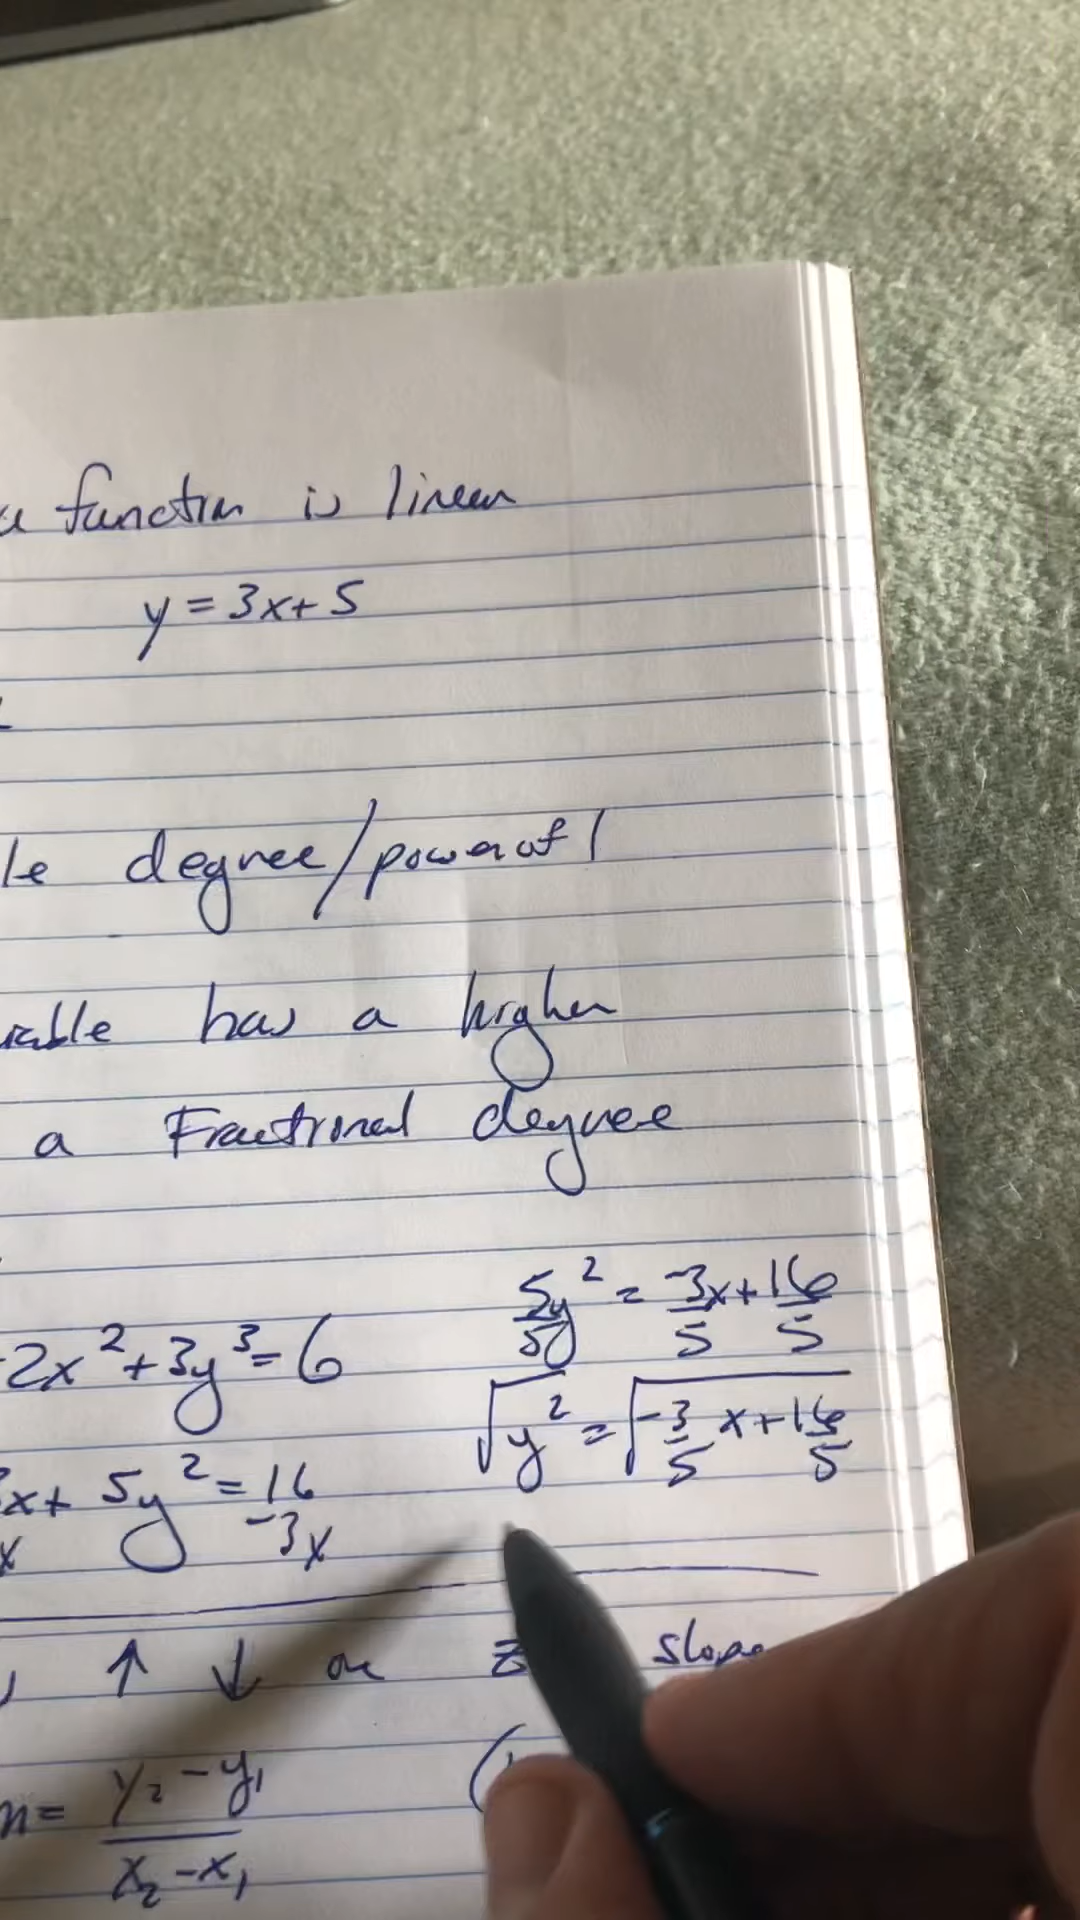 function is linear
y = 3x + 5
degree/power of 1
has a higher
a Fractional degree
5y² / 5 = -3x / 5 + 16 / 5
2x² + 3y³ = 6
√y² = √(-3/5 x + 16/5)
x + 5y² = 16
x -3x
↑ ↓ or slope
m = (y₂ - y₁) / (x₂ - x₁)